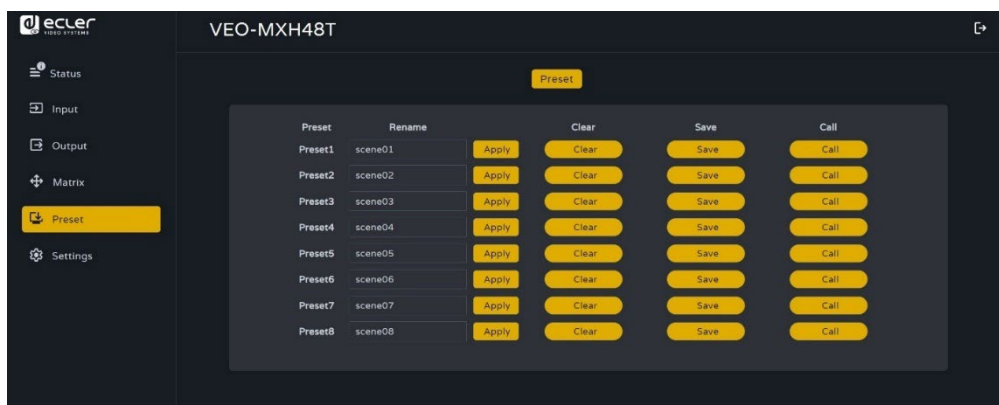 ecler
VIDEO SYSTEMS
VEO-MXH48T
Status
Input
Output
Matrix
Preset
Settings
Preset
Preset Rename Clear Save Call
Preset1 scene01 Apply Clear Save Call
Preset2 scene02 Apply Clear Save Call
Preset3 scene03 Apply Clear Save Call
Preset4 scene04 Apply Clear Save Call
Preset5 scene05 Apply Clear Save Call
Preset6 scene06 Apply Clear Save Call
Preset7 scene07 Apply Clear Save Call
Preset8 scene08 Apply Clear Save Call